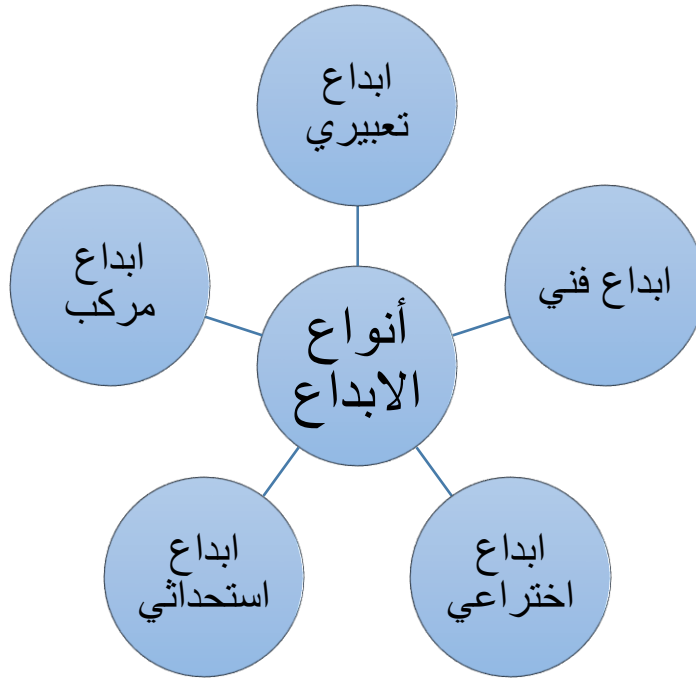 ابداع
تعبيري
ابداع فني
ابداع
اختراعي
ابداع
استحداثي
ابداع
مركب
أنواع
الابداع